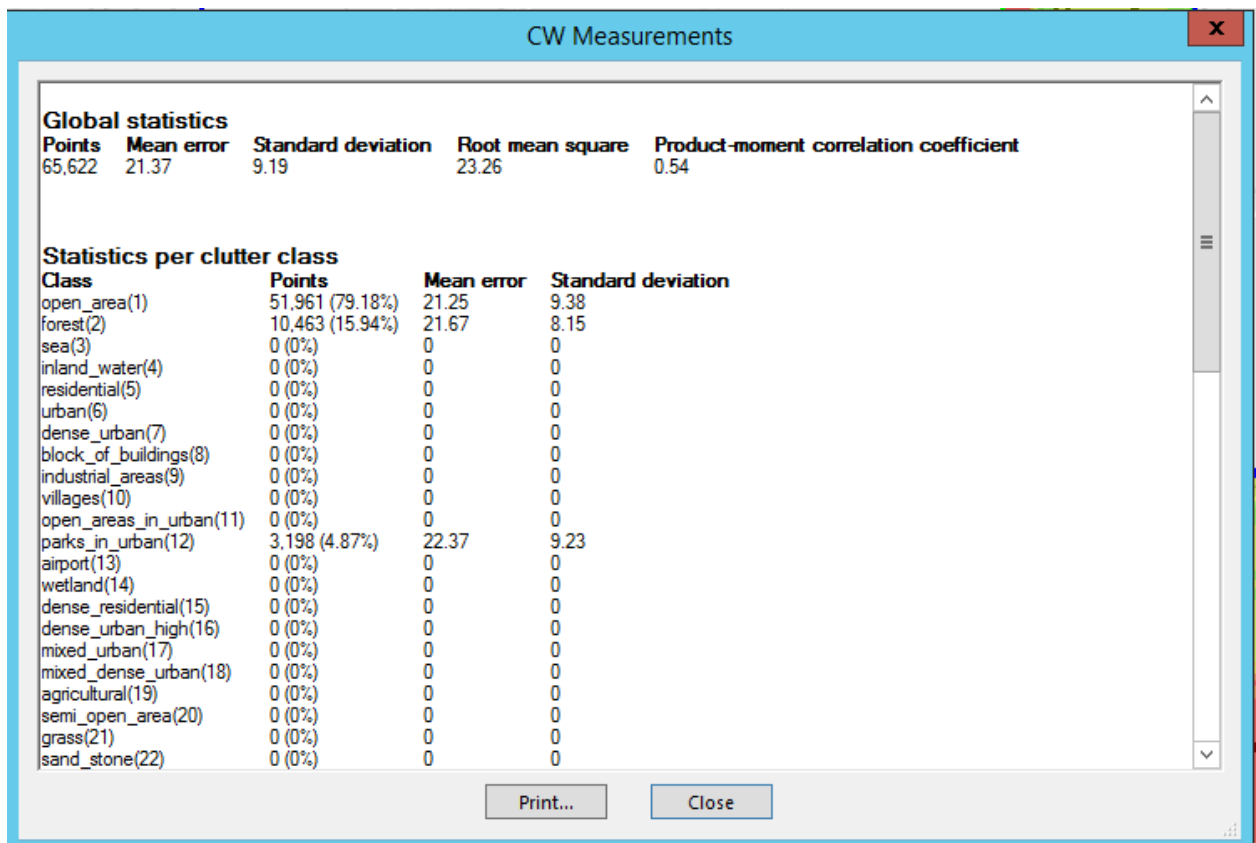 CW Measurements
x
Global statistics
Points Mean error Standard deviation Root mean square Product-moment correlation coefficient
65,622 21.37 9.19 23.26 0.54
Statistics per clutter class
Class Points Mean error Standard deviation
open_area(1) 51,961 (79.18%) 21.25 9.38
forest(2) 10,463 (15.94%) 21.67 8.15
sea(3) 0 (0%) 0 0
inland_water(4) 0 (0%) 0 0
residential(5) 0 (0%) 0 0
urban(6) 0 (0%) 0 0
dense_urban(7) 0 (0%) 0 0
block_of_buildings(8) 0 (0%) 0 0
industrial_areas(9) 0 (0%) 0 0
villages(10) 0 (0%) 0 0
open_areas_in_urban(11) 0 (0%) 0 0
parks_in_urban(12) 3,198 (4.87%) 22.37 9.23
airport(13) 0 (0%) 0 0
wetland(14) 0 (0%) 0 0
dense_residential(15) 0 (0%) 0 0
dense_urban_high(16) 0 (0%) 0 0
mixed_urban(17) 0 (0%) 0 0
mixed_dense_urban(18) 0 (0%) 0 0
agricultural(19) 0 (0%) 0 0
semi_open_area(20) 0 (0%) 0 0
grass(21) 0 (0%) 0 0
sand_stone(22) 0 (0%) 0 0
Print... Close